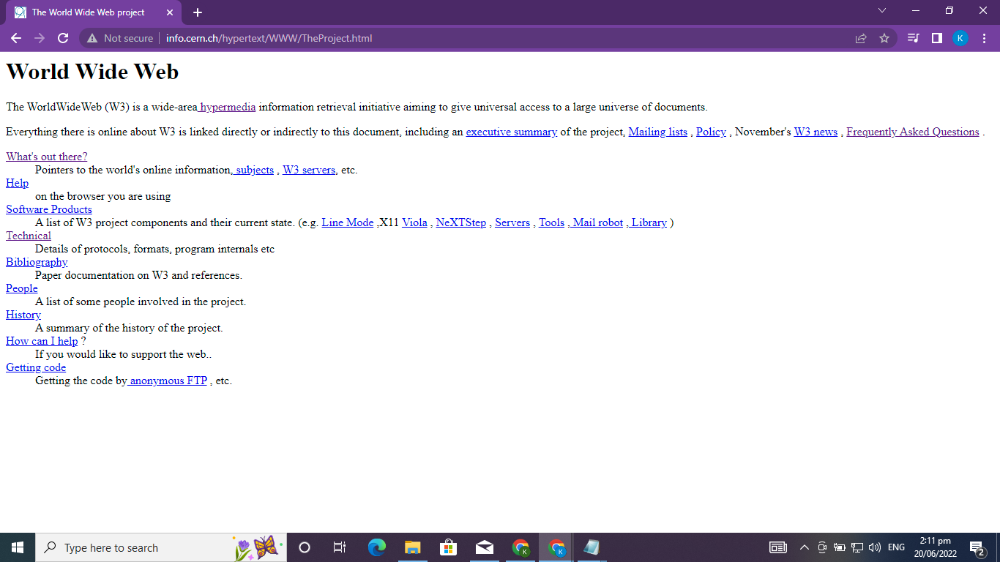 The World Wide Web project
Not secure info.cern.ch/hypertext/WWW/TheProject.html
K
World Wide Web
The WorldWideWeb (W3) is a wide-area hypermedia information retrieval initiative aiming to give universal access to a large universe of documents.
Everything there is online about W3 is linked directly or indirectly to this document, including an executive summary of the project, Mailing lists , Policy , November's W3 news , Frequently Asked Questions .
What's out there?
Pointers to the world's online information, subjects , W3 servers, etc.
Help
on the browser you are using
Software Products
A list of W3 project components and their current state. (e.g. Line Mode ,X11 Viola , NeXTStep , Servers , Tools , Mail robot , Library )
Technical
Details of protocols, formats, program internals etc
Bibliography
Paper documentation on W3 and references.
People
A list of some people involved in the project.
History
A summary of the history of the project.
How can I help ?
If you would like to support the web..
Getting code
Getting the code by anonymous FTP , etc.
Type here to search
K
K
ENG
2:11 pm
20/06/2022
2